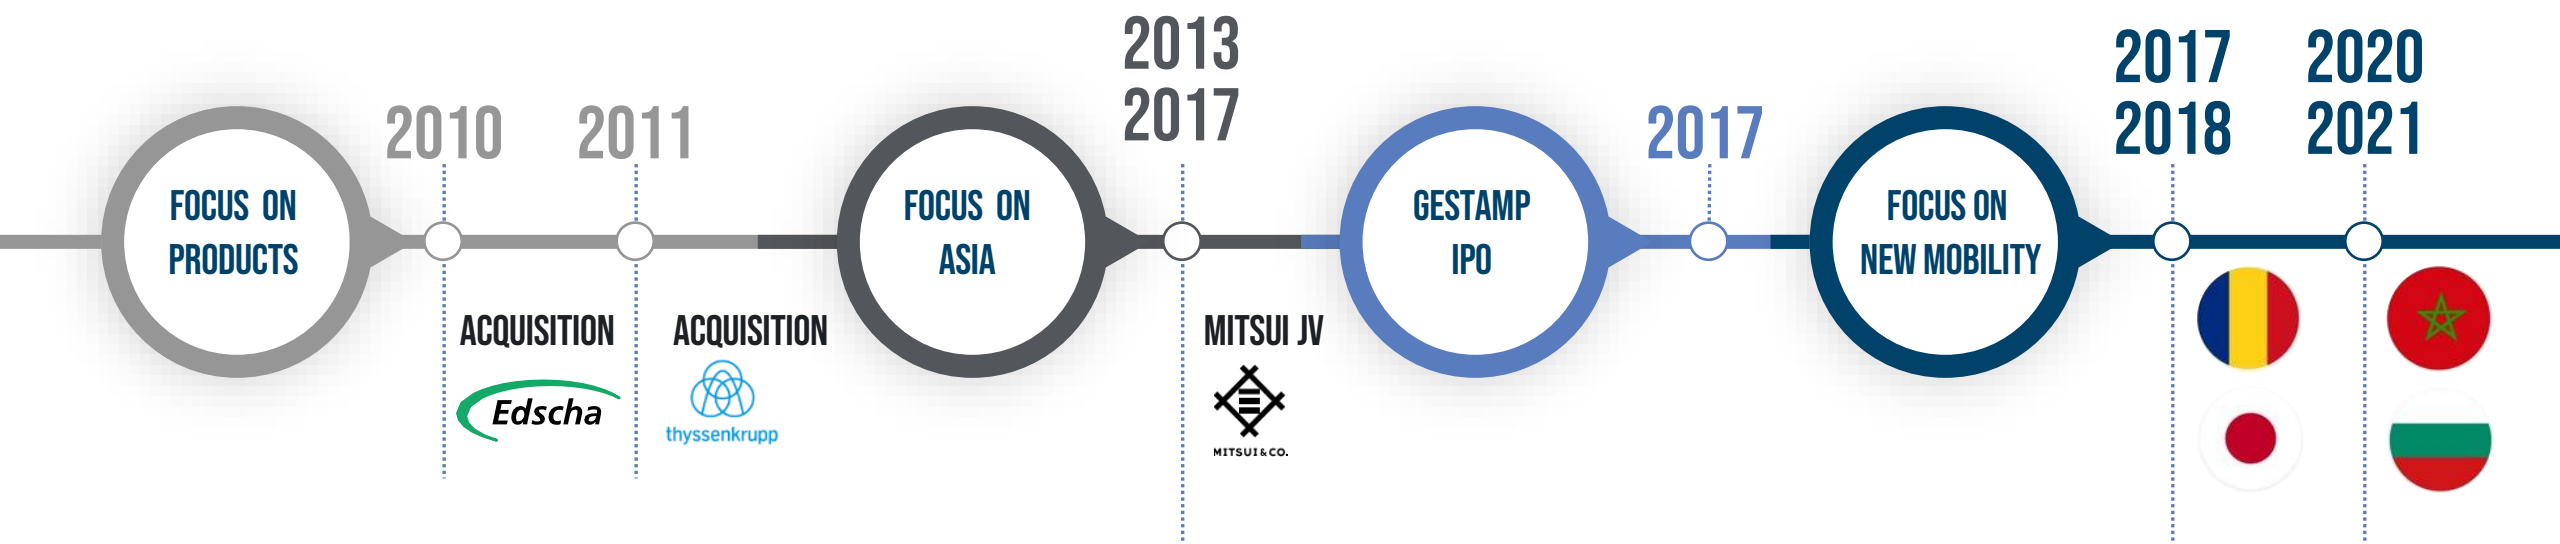 FOCUS ON
PRODUCTS
2010
ACQUISITION
Edscha
2011
ACQUISITION
thyssenkrupp
FOCUS ON
ASIA
2013
2017
MITSUI JV
MITSUI & CO.
GESTAMP
IPO
2017
FOCUS ON
NEW MOBILITY
2017
2018
2020
2021